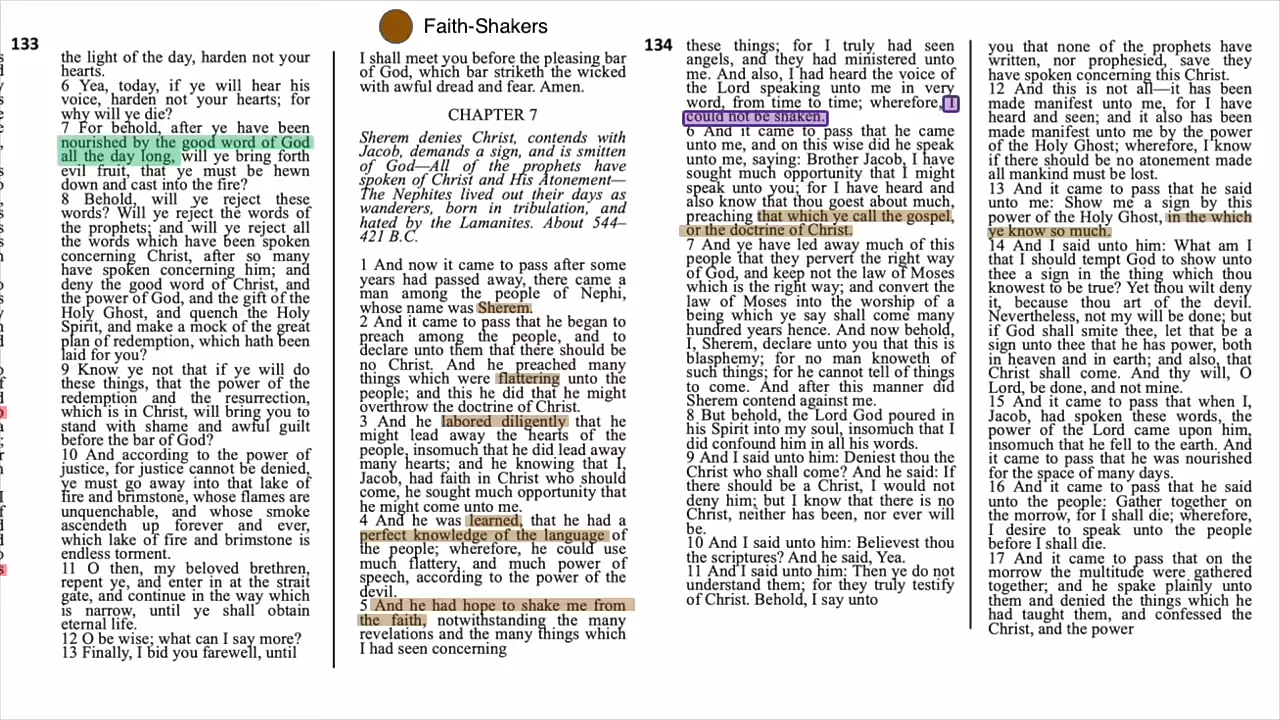 Faith-Shakers
133
the light of the day, harden not your
hearts.
6 Yea, today, if ye will hear his
voice, harden not your hearts; for
why will ye die?
7 For behold, after ye have been
nourished by the good word of God
all the day long, will ye bring forth
evil fruit, that ye must be hewn
down and cast into the fire?
8 Behold, will ye reject these
words? Will ye reject the words of
the prophets; and will ye reject all
the words which have been spoken
concerning Christ, after so many
have spoken concerning him; and
deny the good word of Christ, and
the power of God, and the gift of the
Holy Ghost, and quench the Holy
Spirit, and make a mock of the great
plan of redemption, which hath been
laid for you?
9 Know ye not that if ye will do
these things, that the power of the
redemption and the resurrection,
which is in Christ, will bring you to
stand with shame and awful guilt
before the bar of God?
10 And according to the power of
justice, for justice cannot be denied,
ye must go away into that lake of
fire and brimstone, whose flames are
unquenchable, and whose smoke
ascendeth up forever and ever,
which lake of fire and brimstone is
endless torment.
11 O then, my beloved brethren,
repent ye, and enter in at the strait
gate, and continue in the way which
is narrow, until ye shall obtain
eternal life.
12 O be wise; what can I say more?
13 Finally, I bid you farewell, until
I shall meet you before the pleasing bar
of God, which bar striketh the wicked
with awful dread and fear. Amen.
CHAPTER 7
Sherem denies Christ, contends with
Jacob, demands a sign, and is smitten
of God—All of the prophets have
spoken of Christ and His Atonement—
The Nephites lived out their days as
wanderers, born in tribulation, and
hated by the Lamanites. About 544–
421 B.C.
1 And now it came to pass after some
years had passed away, there came a
man among the people of Nephi,
whose name was Sherem.
2 And it came to pass that he began to
preach among the people, and to
declare unto them that there should be
no Christ. And he preached many
things which were flattering unto the
people; and this he did that he might
overthrow the doctrine of Christ.
3 And he labored diligently that he
might lead away the hearts of the
people, insomuch that he did lead away
many hearts; and he knowing that I,
Jacob, had faith in Christ who should
come, he sought much opportunity that
he might come unto me.
4 And he was learned, that he had a
perfect knowledge of the language of
the people; wherefore, he could use
much flattery, and much power of
speech, according to the power of the
devil.
5 And he had hope to shake me from
the faith, notwithstanding the many
revelations and the many things which
I had seen concerning
134
these things; for I truly had seen
angels, and they had ministered unto
me. And also, I had heard the voice of
the Lord speaking unto me in very
word, from time to time; wherefore, I
could not be shaken.
6 And it came to pass that he came
unto me, and on this wise did he speak
unto me, saying: Brother Jacob, I have
sought much opportunity that I might
speak unto you; for I have heard and
also know that thou goest about much,
preaching that which ye call the gospel,
or the doctrine of Christ.
7 And ye have led away much of this
people that they pervert the right way
of God, and keep not the law of Moses
which is the right way; and convert the
law of Moses into the worship of a
being which ye say shall come many
hundred years hence. And now behold,
I, Sherem, declare unto you that this is
blasphemy; for no man knoweth of
such things; for he cannot tell of things
to come. And after this manner did
Sherem contend against me.
8 But behold, the Lord God poured in
his Spirit into my soul, insomuch that I
did confound him in all his words.
9 And I said unto him: Deniest thou the
Christ who shall come? And he said: If
there should be a Christ, I would not
deny him; but I know that there is no
Christ, neither has been, nor ever will
be.
10 And I said unto him: Believest thou
the scriptures? And he said, Yea.
11 And I said unto him: Then ye do not
understand them; for they truly testify
of Christ. Behold, I say unto
you that none of the prophets have
written, nor prophesied, save they
have spoken concerning this Christ.
12 And this is not all—it has been
made manifest unto me, for I have
heard and seen; and it also has been
made manifest unto me by the power
of the Holy Ghost; wherefore, I know
if there should be no atonement made
all mankind must be lost.
13 And it came to pass that he said
unto me: Show me a sign by this
power of the Holy Ghost, in the which
ye know so much.
14 And I said unto him: What am I
that I should tempt God to show unto
thee a sign in the thing which thou
knowest to be true? Yet thou wilt deny
it, because thou art of the devil.
Nevertheless, not my will be done; but
if God shall smite thee, let that be a
sign unto thee that he has power, both
in heaven and in earth; and also, that
Christ shall come. And thy will, O
Lord, be done, and not mine.
15 And it came to pass that when I,
Jacob, had spoken these words, the
power of the Lord came upon him,
insomuch that he fell to the earth. And
it came to pass that he was nourished
for the space of many days.
16 And it came to pass that he said
unto the people: Gather together on
the morrow, for I shall die; wherefore,
I desire to speak unto the people
before I shall die.
17 And it came to pass that on the
morrow the multitude were gathered
together; and he spake plainly unto
them and denied the things which he
had taught them, and confessed the
Christ, and the power